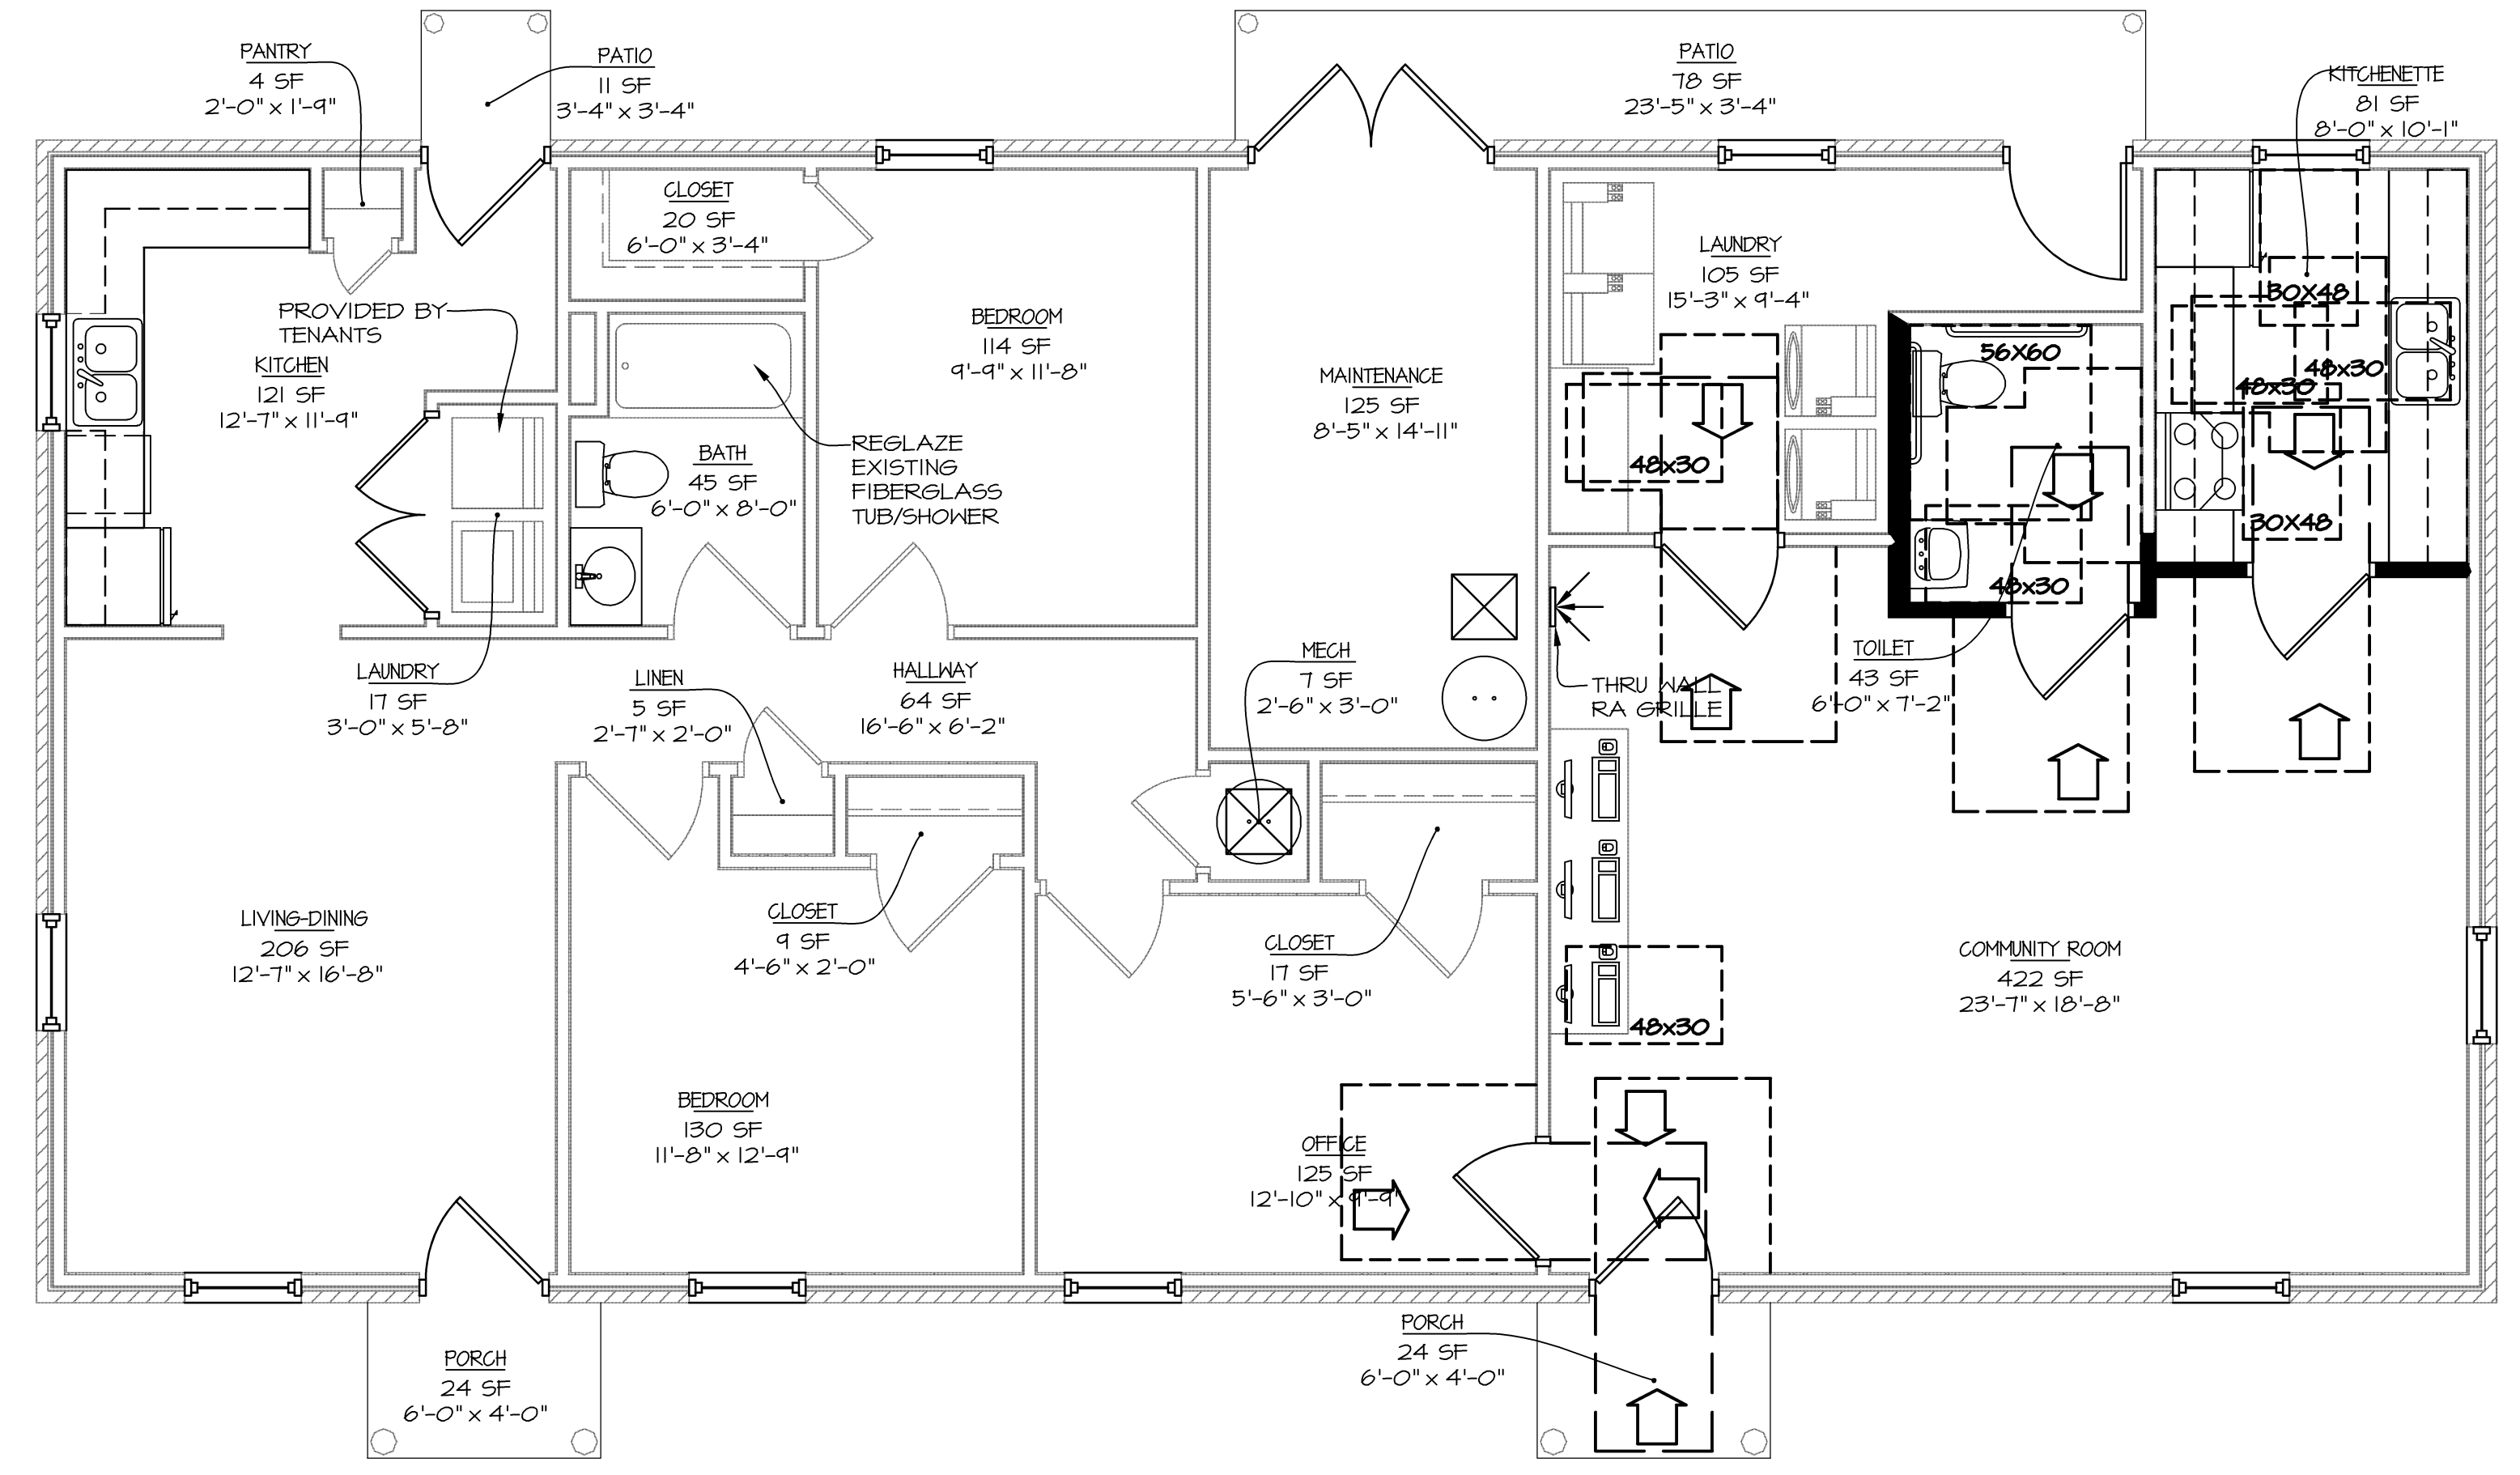 PANTRY
4 SF
2'-0" x 1'-9"
PATIO
11 SF
3'-4" x 3'-4"
PATIO
78 SF
23'-5" x 3'-4"
KITCHENETTE
81 SF
8'-0" x 10'-1"
CLOSET
20 SF
6'-0" x 3'-4"
LAUNDRY
105 SF
15'-3" x 9'-4"
PROVIDED BY
TENANTS
KITCHEN
121 SF
12'-7" x 11'-9"
BEDROOM
114 SF
9'-9" x 11'-8"
MAINTENANCE
125 SF
8'-5" x 14'-11"
30X48
56X60
48x30
48x30
REGLAZE
EXISTING
FIBERGLASS
TUB/SHOWER
BATH
45 SF
6'-0" x 8'-0"
48x30
30X48
48x30
LAUNDRY
17 SF
3'-0" x 5'-8"
LINEN
5 SF
2'-7" x 2'-0"
HALLWAY
64 SF
16'-6" x 6'-2"
MECH
7 SF
2'-6" x 3'-0"
THRU WALL
RA GRILLE
TOILET
43 SF
6'-0" x 7'-2"
LIVING-DINING
206 SF
12'-7" x 16'-8"
CLOSET
9 SF
4'-6" x 2'-0"
CLOSET
17 SF
5'-6" x 3'-0"
COMMUNITY ROOM
422 SF
23'-7" x 18'-8"
48x30
BEDROOM
130 SF
11'-8" x 12'-9"
OFFICE
125 SF
12'-10" x 9'-9"
PORCH
24 SF
6'-0" x 4'-0"
PORCH
24 SF
6'-0" x 4'-0"